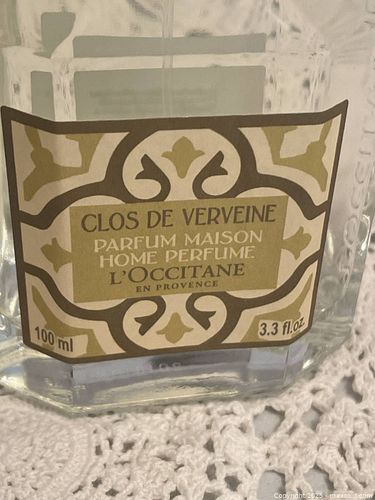 CLOS DE VERVEINE
PARFUM MAISON
HOME PERFUME
L'OCCITANE
EN PROVENCE
100 ml
3.3 fl.oz.